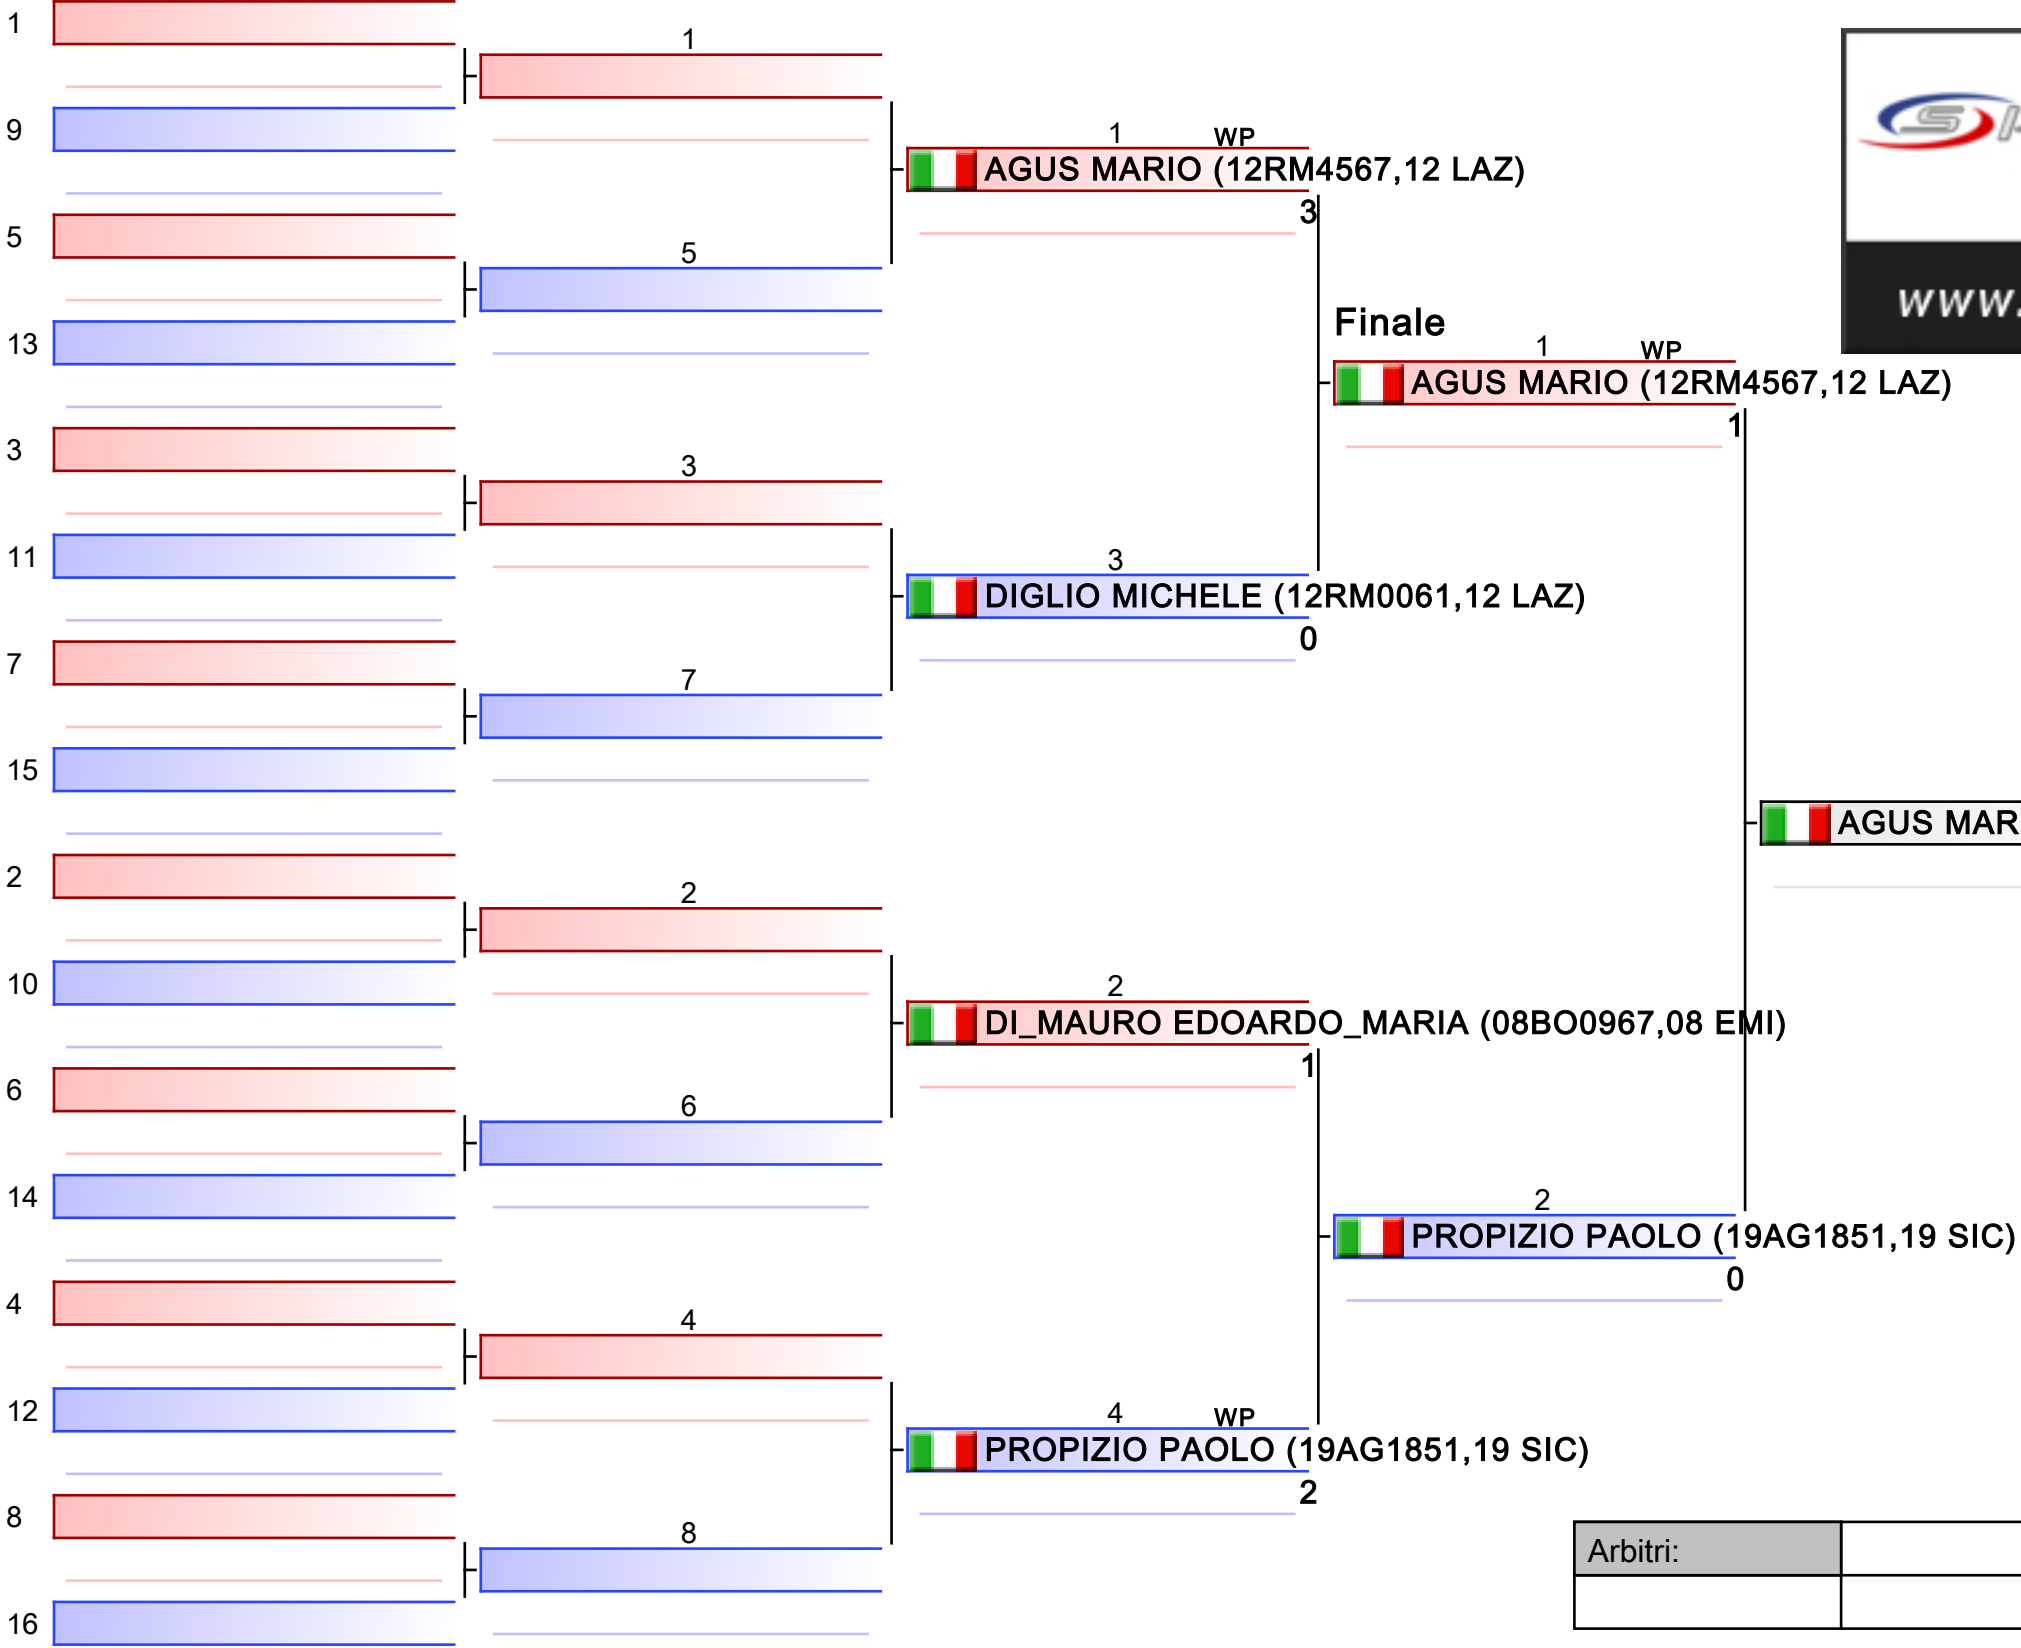 1
9
5
13
3
11
7
15
2
10
6
14
4
12
8
16
1
5
3
7
2
6
4
8
1 WP
AGUS MARIO (12RM4567,12 LAZ)
3
3
DIGLIO MICHELE (12RM0061,12 LAZ)
0
2
DI_MAURO EDOARDO_MARIA (08BO0967,08 EMI)
1
4 WP
PROPIZIO PAOLO (19AG1851,19 SIC)
2
Finale
1 WP
AGUS MARIO (12RM4567,12 LAZ)
1
2
PROPIZIO PAOLO (19AG1851,19 SIC)
0
AGUS MAR
www.
Arbitri: